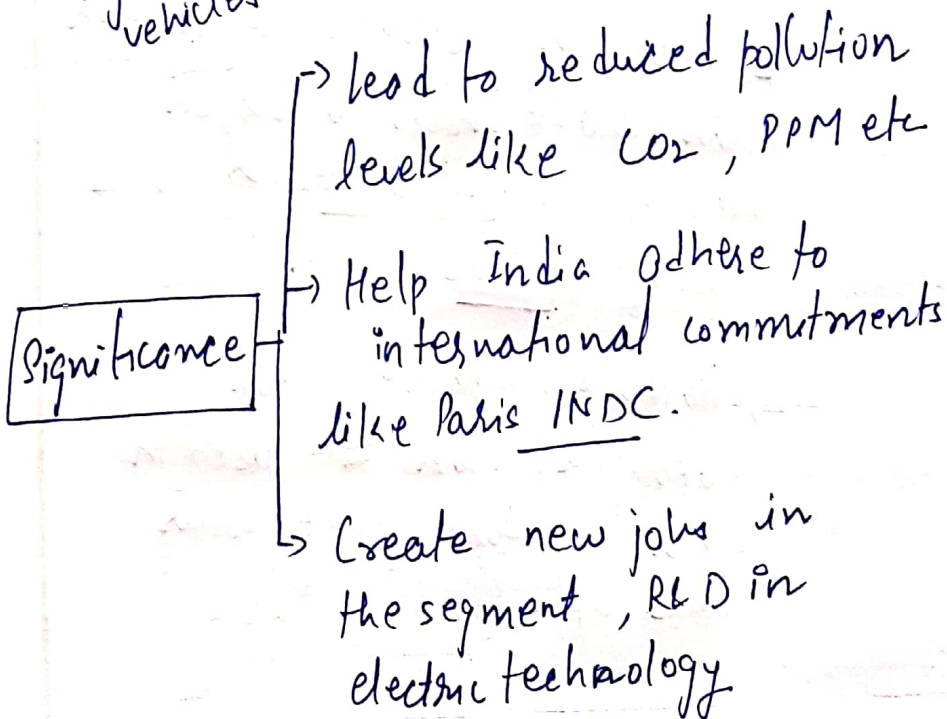 vehicles
→ lead to reduced pollution
levels like CO2, PPM etc
Significance
→ Help India adhere to
international commitments
like Paris INDC.
→ Create new jobs in
the segment, R&D in
electric technology